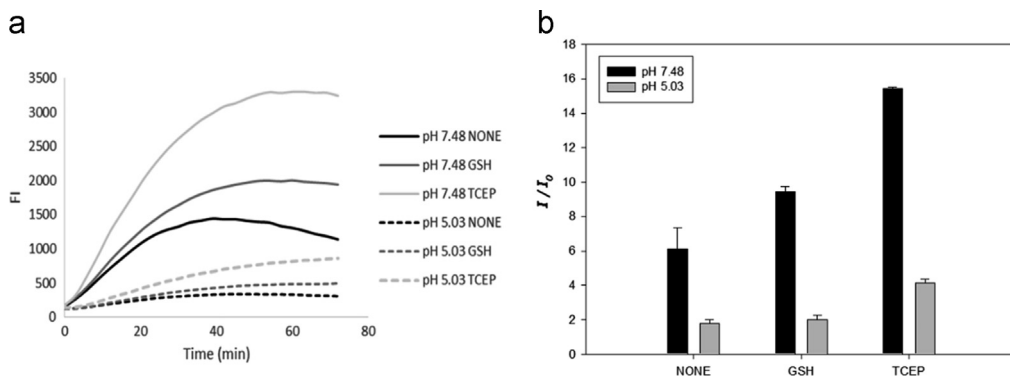 a
3500
3000
2500
2000
1500
1000
500
0
FI
0 20 40 60 80
Time (min)
pH 7.48 NONE
pH 7.48 GSH
pH 7.48 TCEP
pH 5.03 NONE
pH 5.03 GSH
pH 5.03 TCEP
b
18
16
14
12
10
8
6
4
2
0
I/I0
pH 7.48
pH 5.03
NONE GSH TCEP